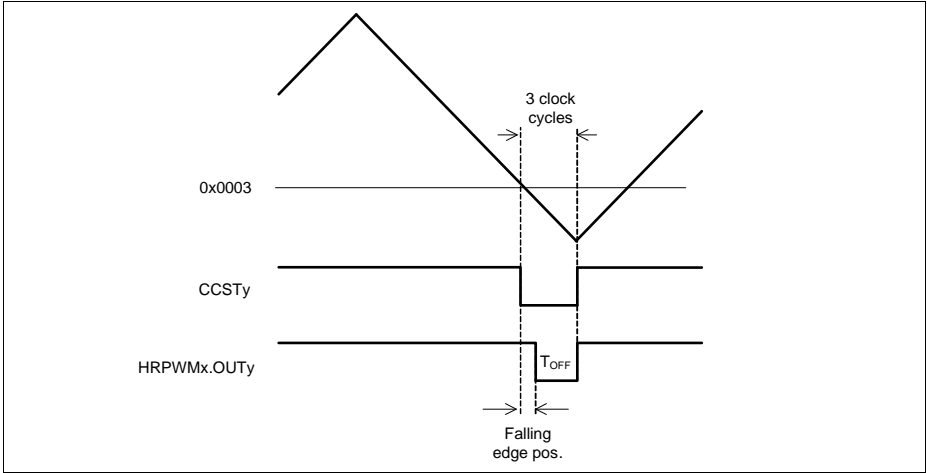 3 clock
cycles
0x0003
CCSTy
HRPWMx.OUTy
TOFF
Falling
edge pos.